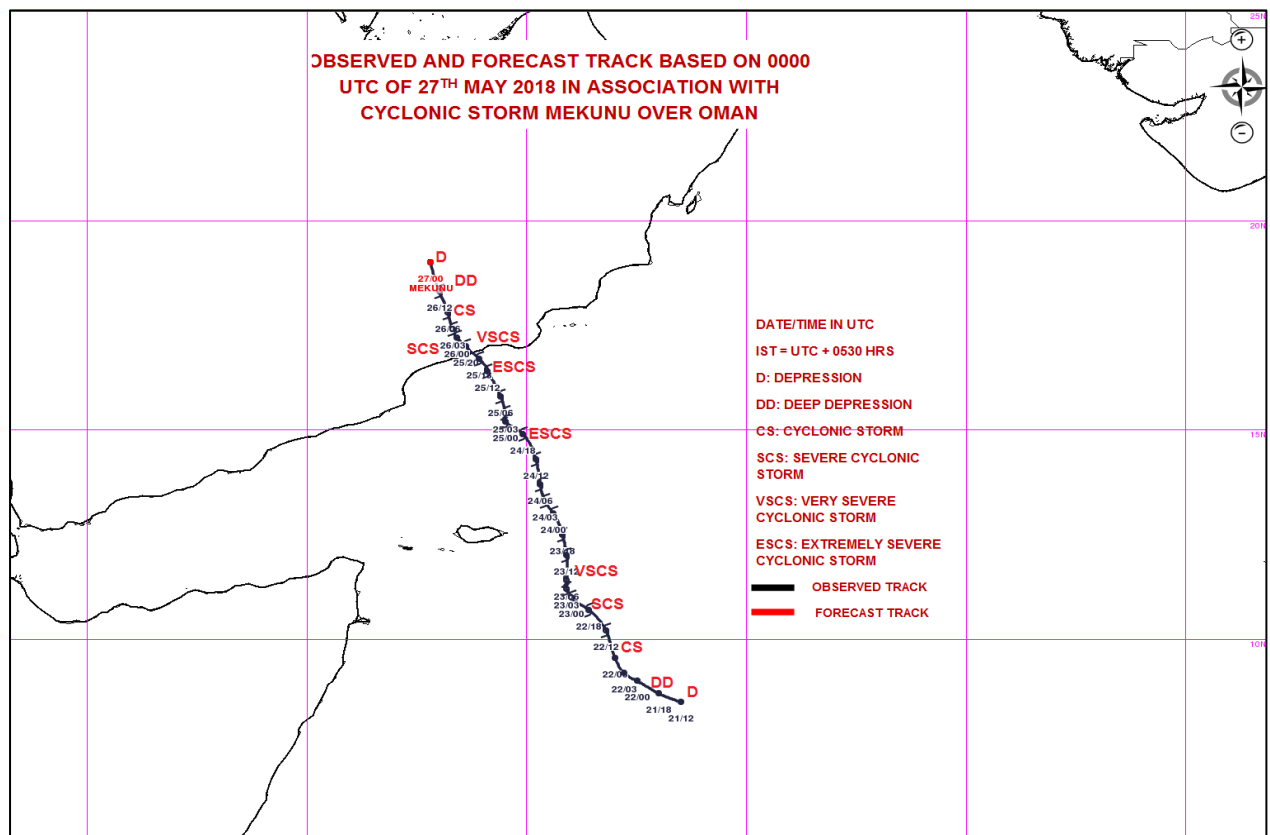 25N
OBSERVED AND FORECAST TRACK BASED ON 0000
UTC OF 27TH MAY 2018 IN ASSOCIATION WITH
CYCLONIC STORM MEKUNU OVER OMAN
+
−
20N
D
27/00
MEKUNU
DD
26/12
CS
26/06
SCS
26/03
VSCS
26/00
25/20
ESCS
25/12
25/06
25/03
25/00
ESCS
15N
24/18
24/12
24/06
24/03
24/00
23/18
23/12
VSCS
23/06
23/03
23/00
SCS
22/18
22/12
CS
10N
22/06
22/03
22/00
DD
21/18
D
21/12
DATE/TIME IN UTC
IST = UTC + 0530 HRS
D: DEPRESSION
DD: DEEP DEPRESSION
CS: CYCLONIC STORM
SCS: SEVERE CYCLONIC
STORM
VSCS: VERY SEVERE
CYCLONIC STORM
ESCS: EXTREMELY SEVERE
CYCLONIC STORM
OBSERVED TRACK
FORECAST TRACK